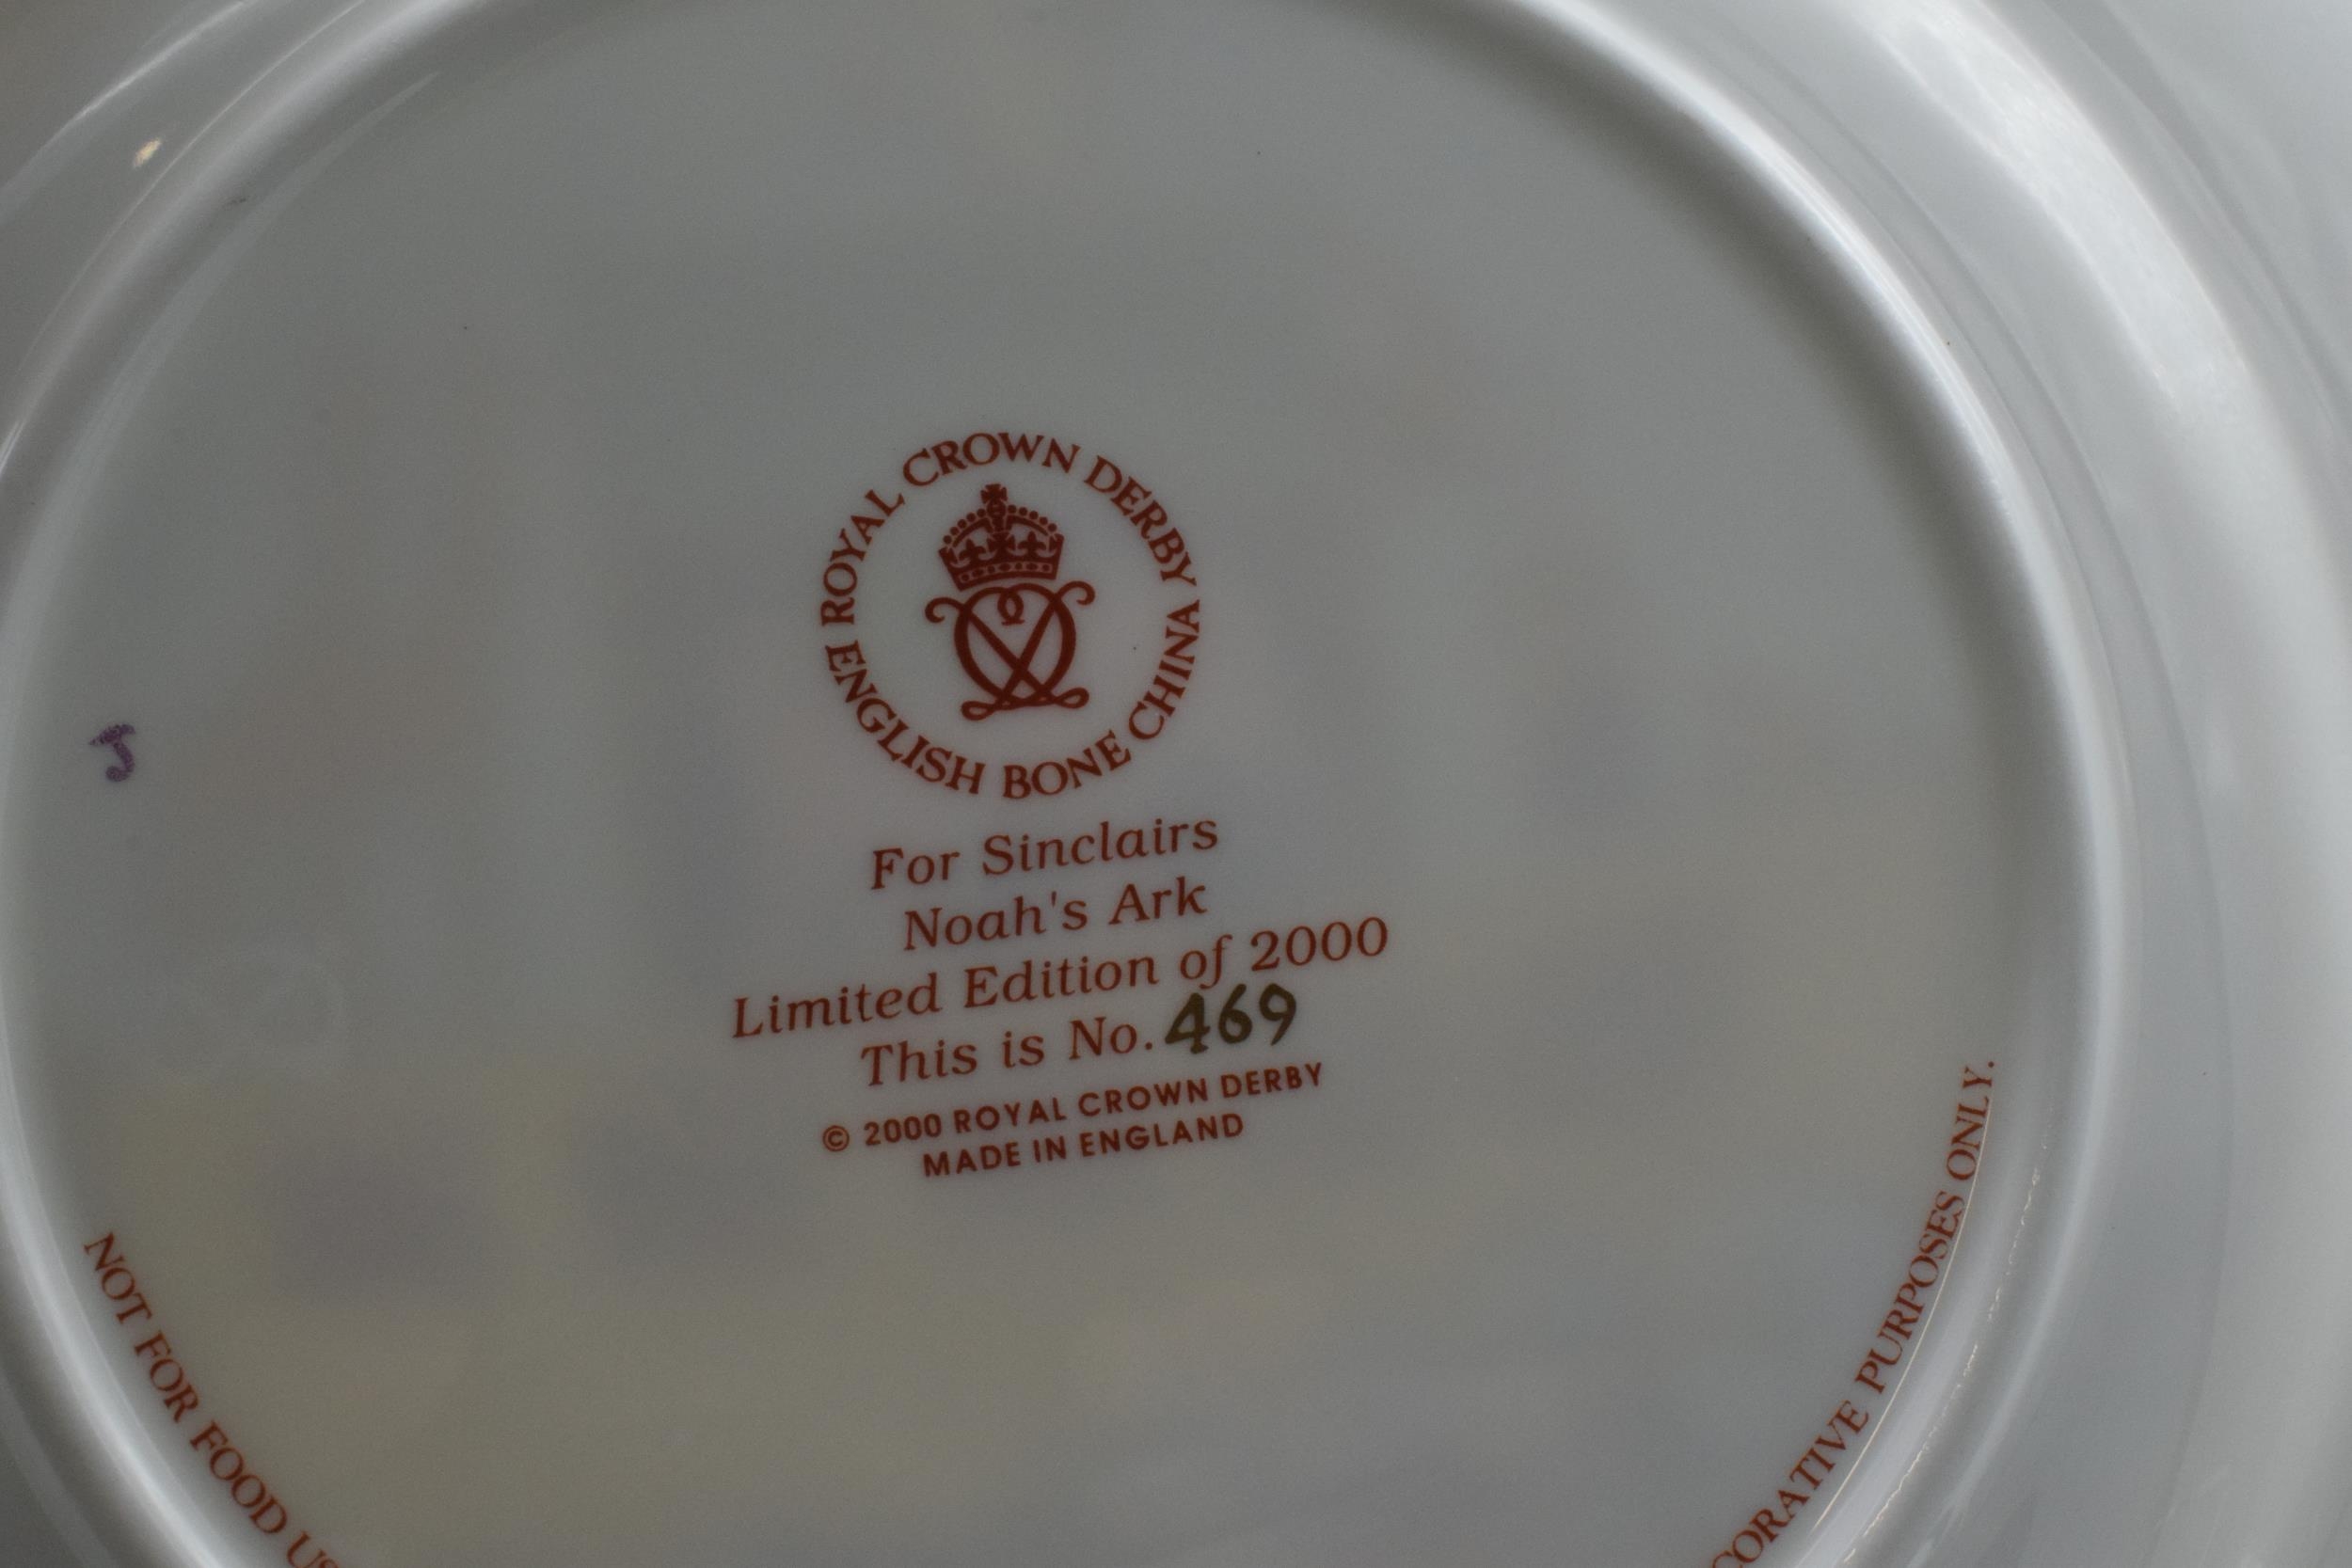 ROYAL CROWN DERBY
ENGLISH BONE CHINA
For Sinclairs
Noah's Ark
Limited Edition of 2000
This is No. 469
© 2000 ROYAL CROWN DERBY
MADE IN ENGLAND
NOT FOR FOOD
PURPOSES ONLY.